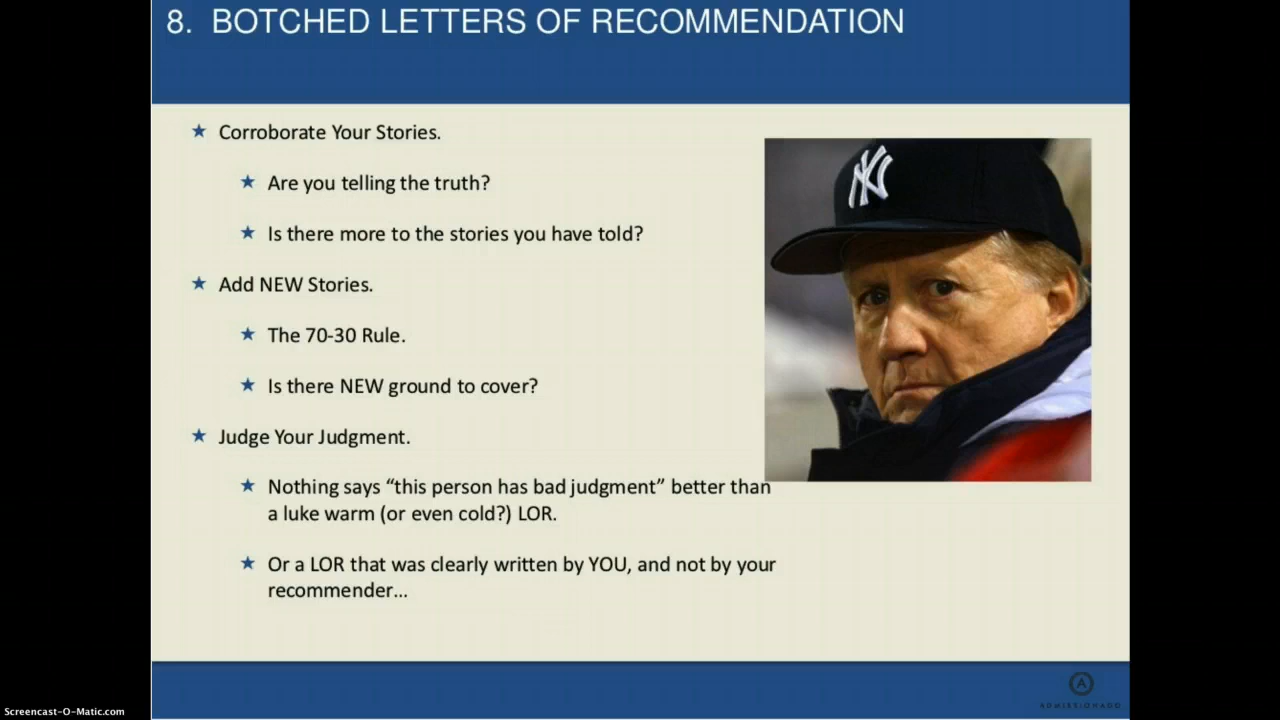 8. BOTCHED LETTERS OF RECOMMENDATION
Corroborate Your Stories.
Are you telling the truth?
Is there more to the stories you have told?
Add NEW Stories.
The 70-30 Rule.
Is there NEW ground to cover?
Judge Your Judgment.
Nothing says “this person has bad judgment” better than
a luke warm (or even cold?) LOR.
Or a LOR that was clearly written by YOU, and not by your
recommender...
NY
A
ADMISSIONADO
Screencast-O-Matic.com